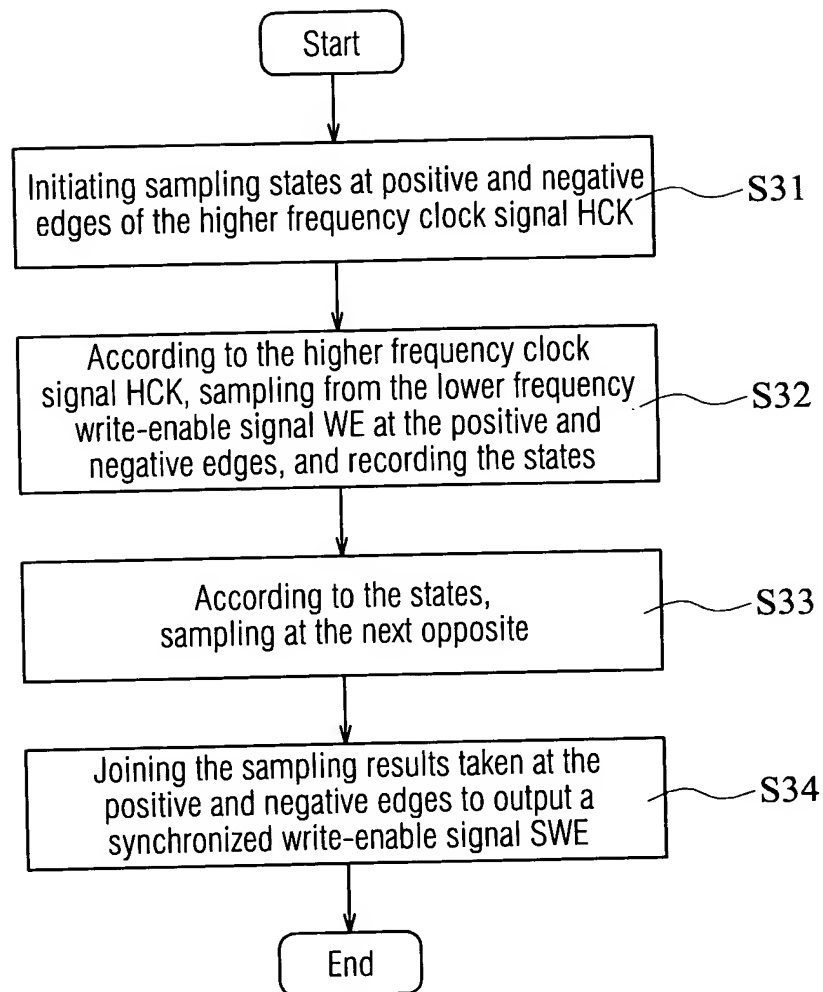 Start
Initiating sampling states at positive and negative
edges of the higher frequency clock signal HCK
S31
According to the higher frequency clock
signal HCK, sampling from the lower frequency
write-enable signal WE at the positive and
negative edges, and recording the states
S32
According to the states,
sampling at the next opposite
S33
Joining the sampling results taken at the
positive and negative edges to output a
synchronized write-enable signal SWE
S34
End